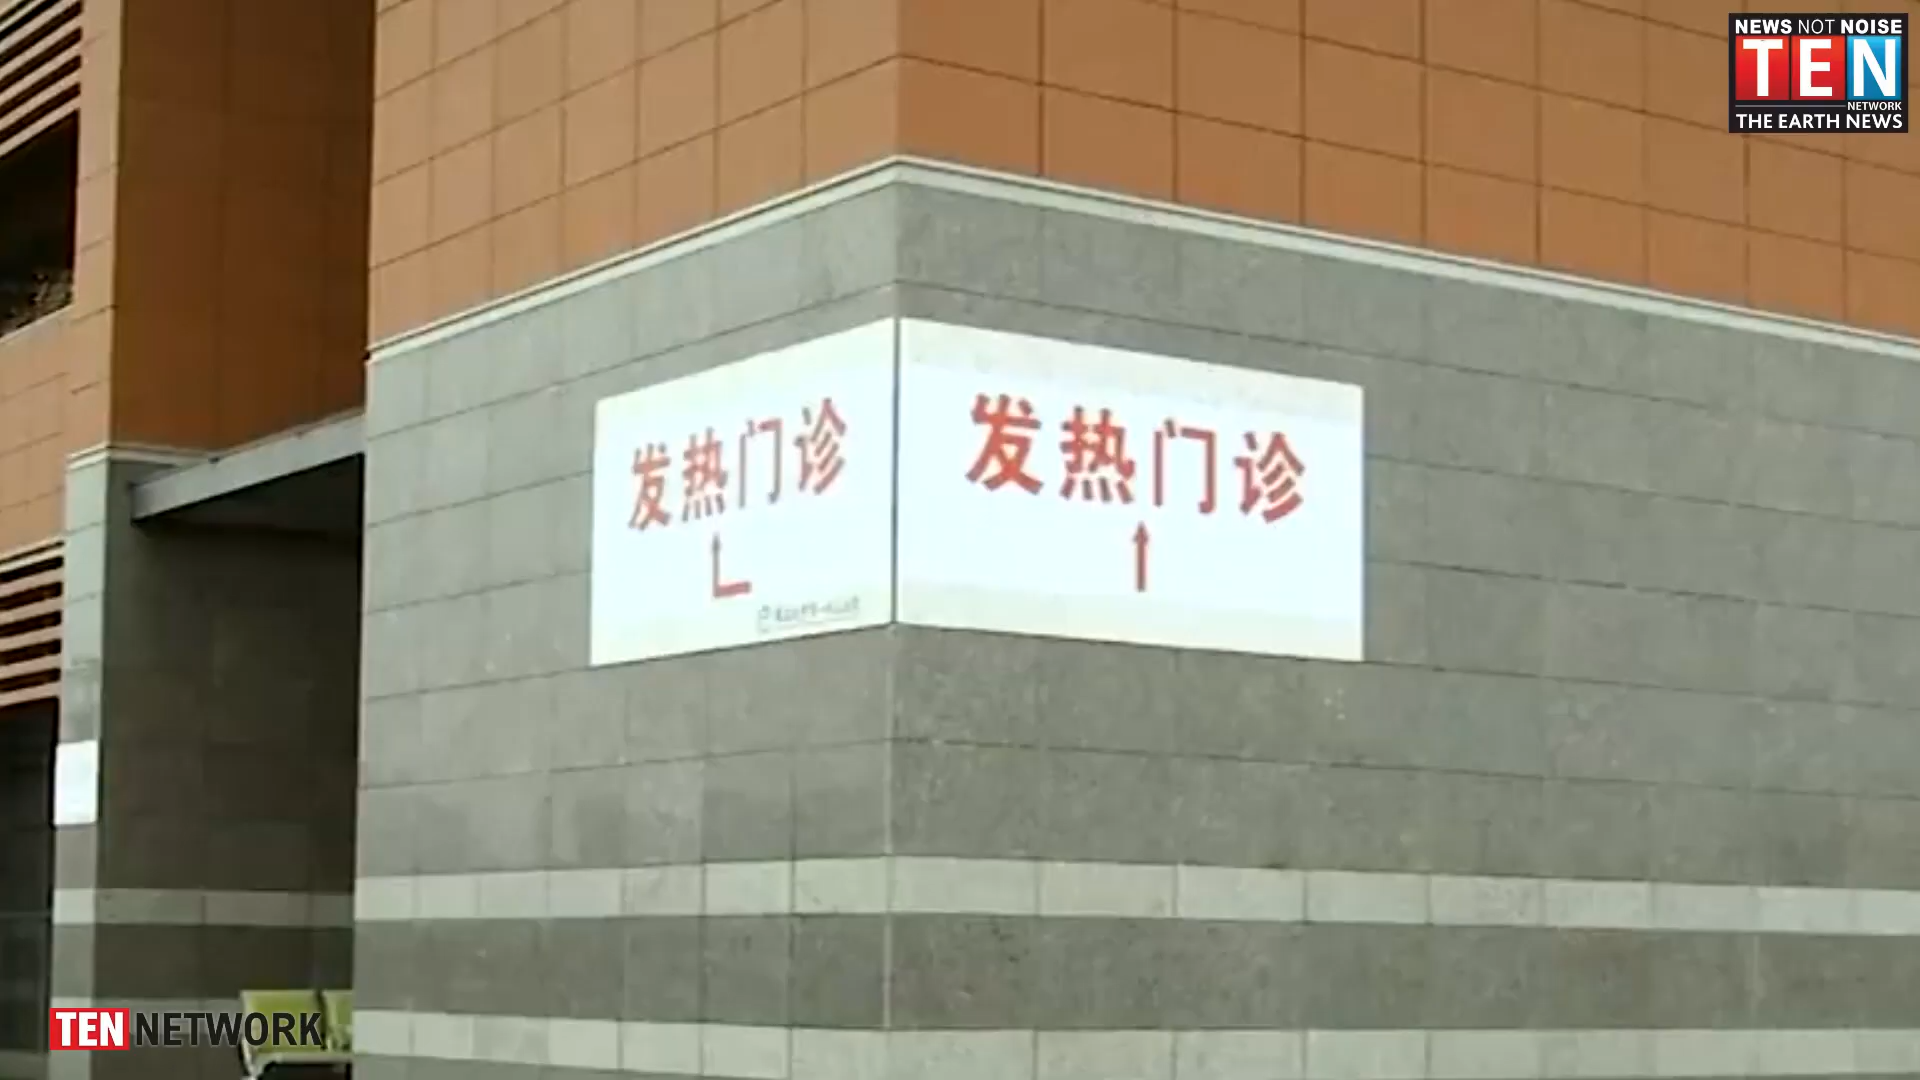 NEWS NOT NOISE
TEN
NETWORK
THE EARTH NEWS
发热门诊
发热门诊
TEN NETWORK